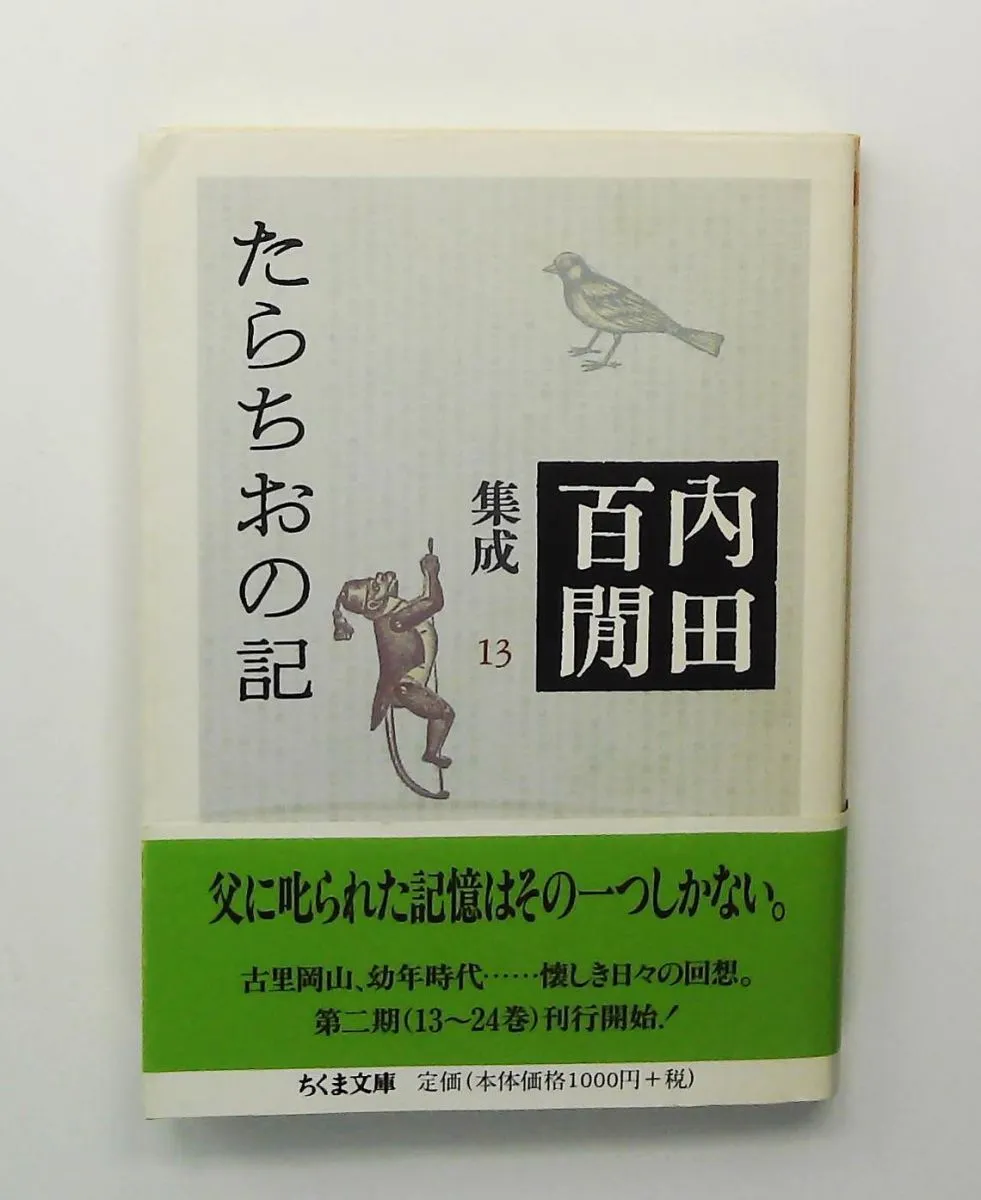 内田
百閒
集成
13
たらちおの記
父に叱られた記憶はその一つしかない。
古里岡山、幼年時代……懐しき日々の回想。
第二期(13〜24巻)刊行開始!
ちくま文庫 定価(本体価格1000円+税)